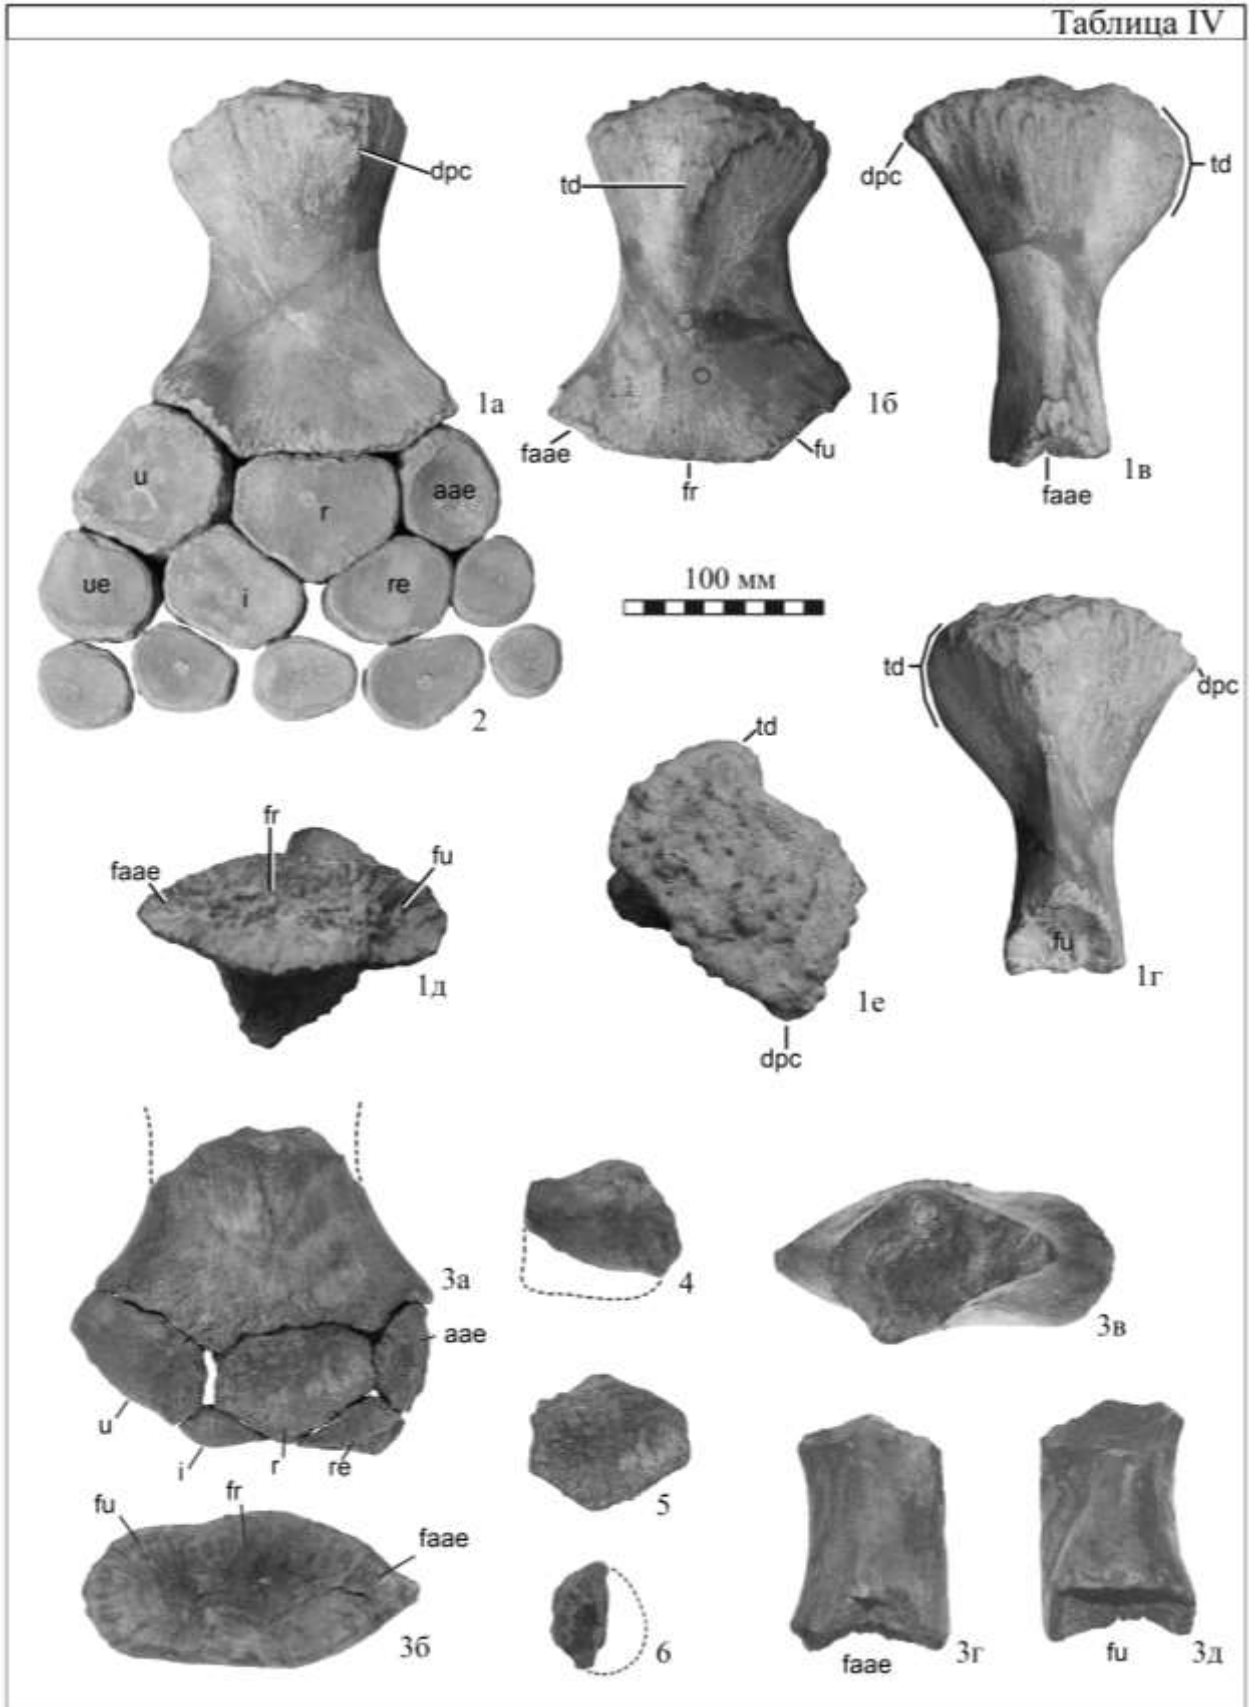 Таблица IV
dpc
1а
u
r
aae
ue
i
re
2
td
1б
faae
fr
fu
dpc
td
1в
faae
100 мм
td
dpc
fu
1г
fr
faae
fu
1д
td
1е
dpc
3а
aae
u
i
r
re
4
3в
5
fu
fr
faae
3б
6
faae
3г
fu
3д